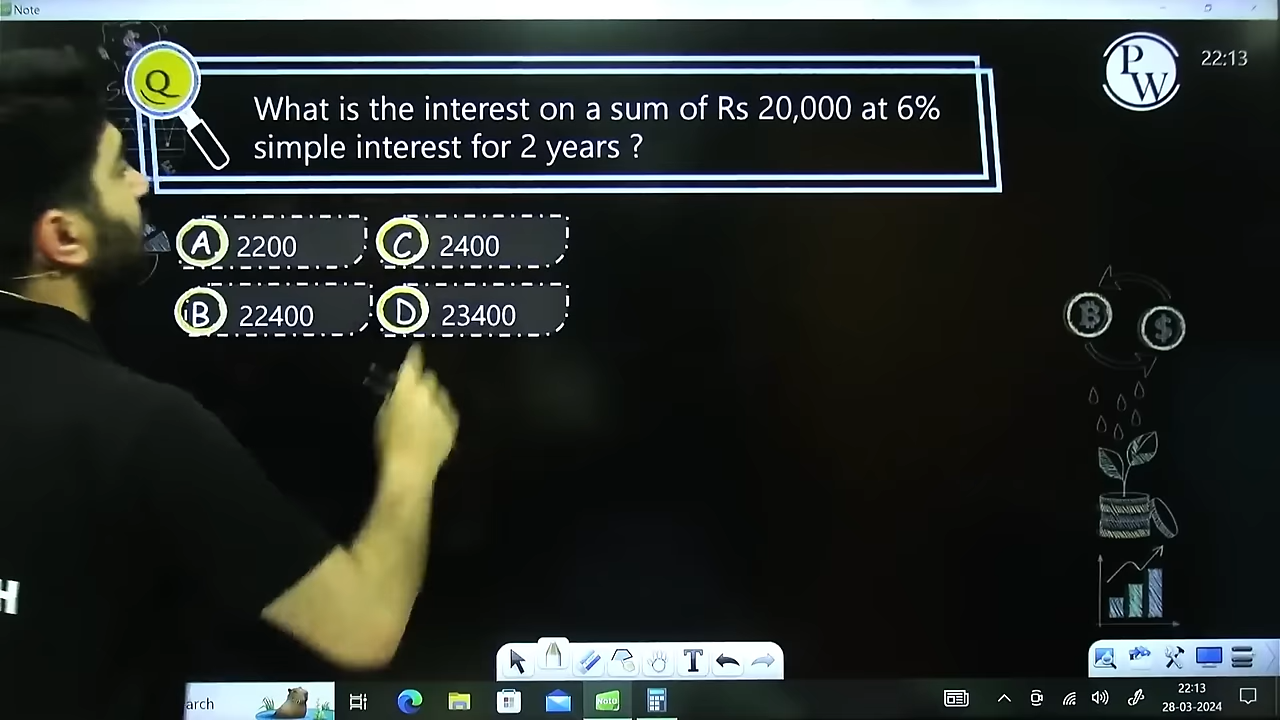 Note
Q
What is the interest on a sum of Rs 20,000 at 6%
simple interest for 2 years ?
P
W
22:13
A 2200
C 2400
B 22400
D 23400
H
T
arch
Note
22:13
28-03-2024